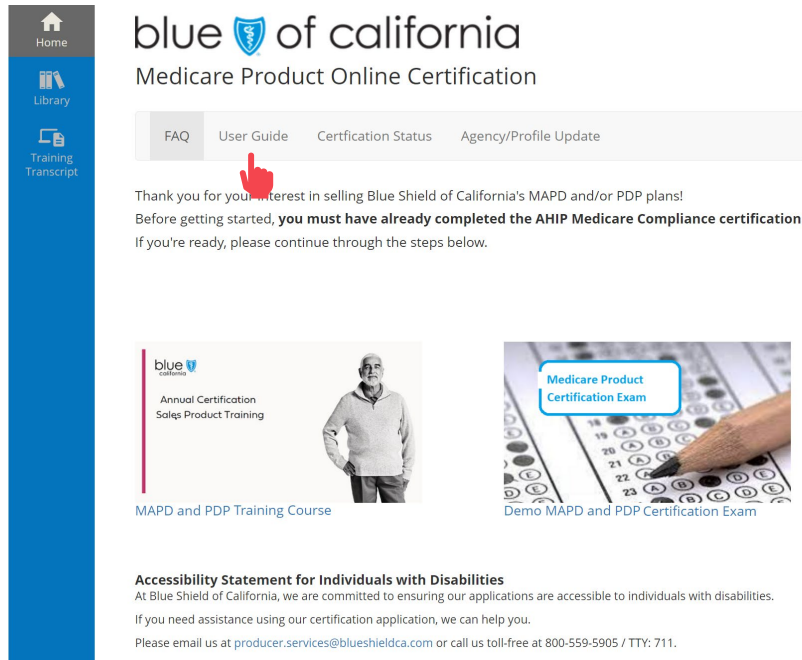 Home
Library
Training
Transcript
blue of california
Medicare Product Online Certification
FAQ User Guide Certfication Status Agency/Profile Update
Thank you for your interest in selling Blue Shield of California's MAPD and/or PDP plans!
Before getting started, you must have already completed the AHIP Medicare Compliance certification
If you're ready, please continue through the steps below.
blue
california
Annual Certification
Sales Product Training
MAPD and PDP Training Course
Medicare Product
Certification Exam
18 A B
19 A B C
20 A B C
21 A B
22 A
23 A B C D E
Demo MAPD and PDP Certification Exam
Accessibility Statement for Individuals with Disabilities
At Blue Shield of California, we are committed to ensuring our applications are accessible to individuals with disabilities.
If you need assistance using our certification application, we can help you.
Please email us at producer.services@blueshieldca.com or call us toll-free at 800-559-5905 / TTY: 711.